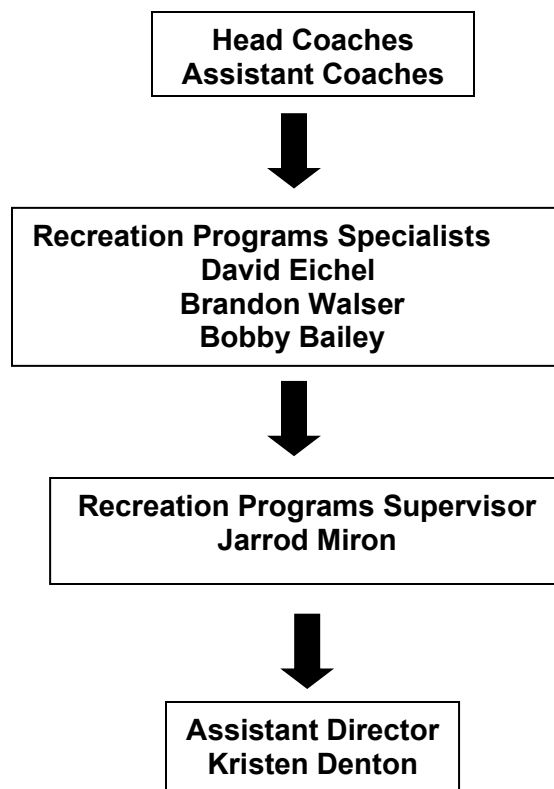 Head Coaches
Assistant Coaches
Recreation Programs Specialists
David Eichel
Brandon Walser
Bobby Bailey
Recreation Programs Supervisor
Jarrod Miron
Assistant Director
Kristen Denton